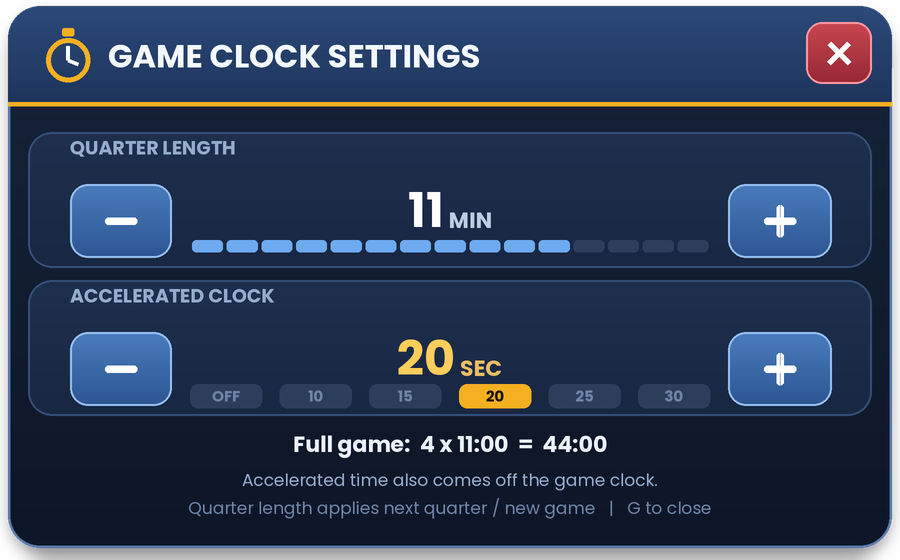 GAME CLOCK SETTINGS
QUARTER LENGTH
11 MIN
ACCELERATED CLOCK
20 SEC
OFF 10 15 20 25 30
Full game: 4 x 11:00 = 44:00
Accelerated time also comes off the game clock.
Quarter length applies next quarter / new game | G to close